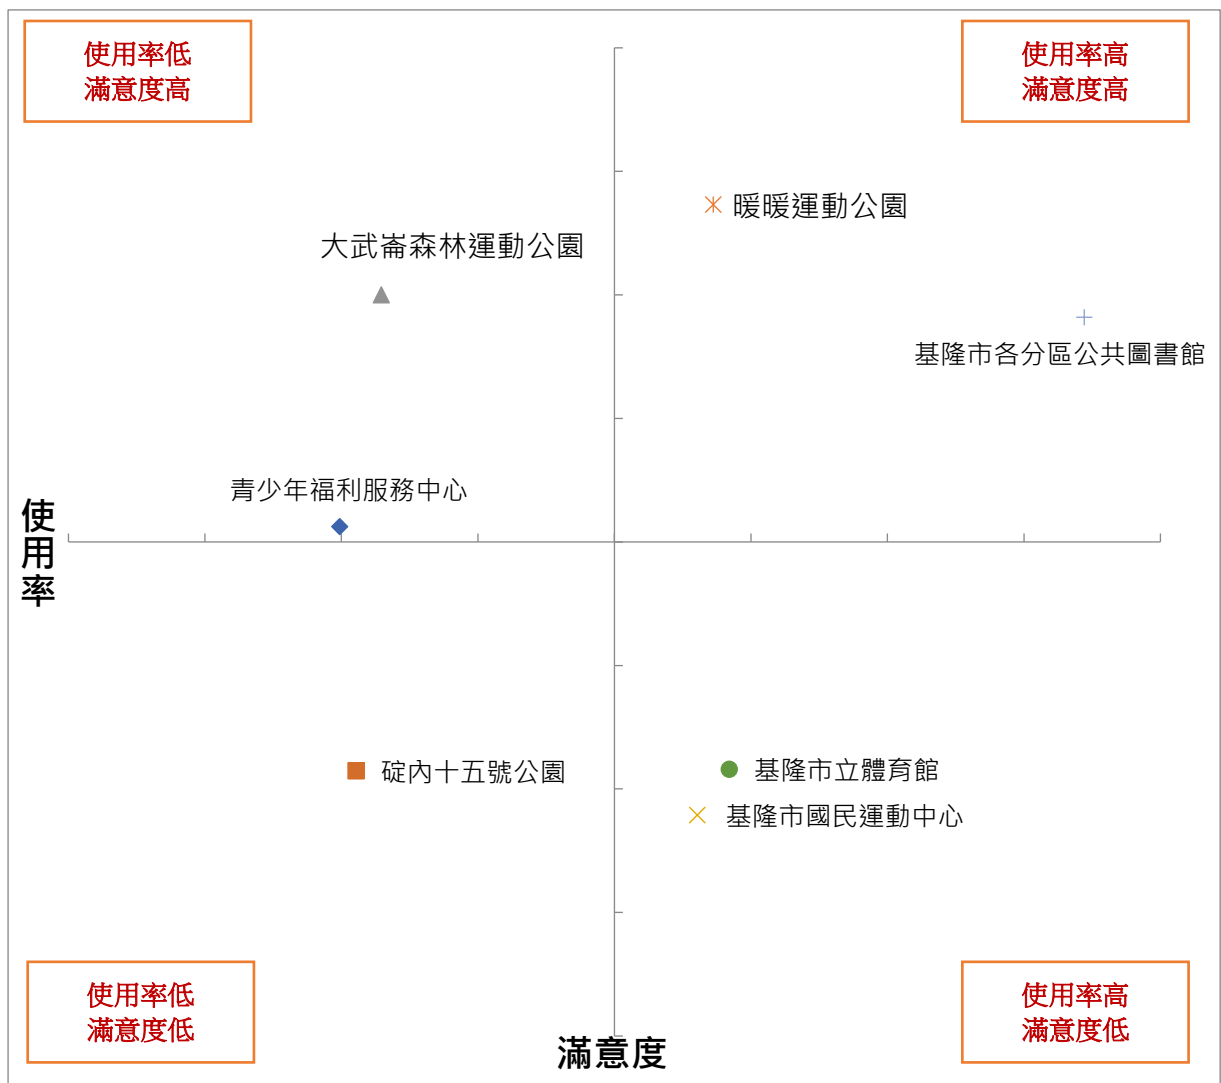 使用率低
滿意度高
使用率高
滿意度高
暖暖運動公園
大武崙森林運動公園
基隆市各分區公共圖書館
青少年福利服務中心
使用率
碇內十五號公園
基隆市立體育館
基隆市國民運動中心
使用率低
滿意度低
使用率高
滿意度低
滿意度